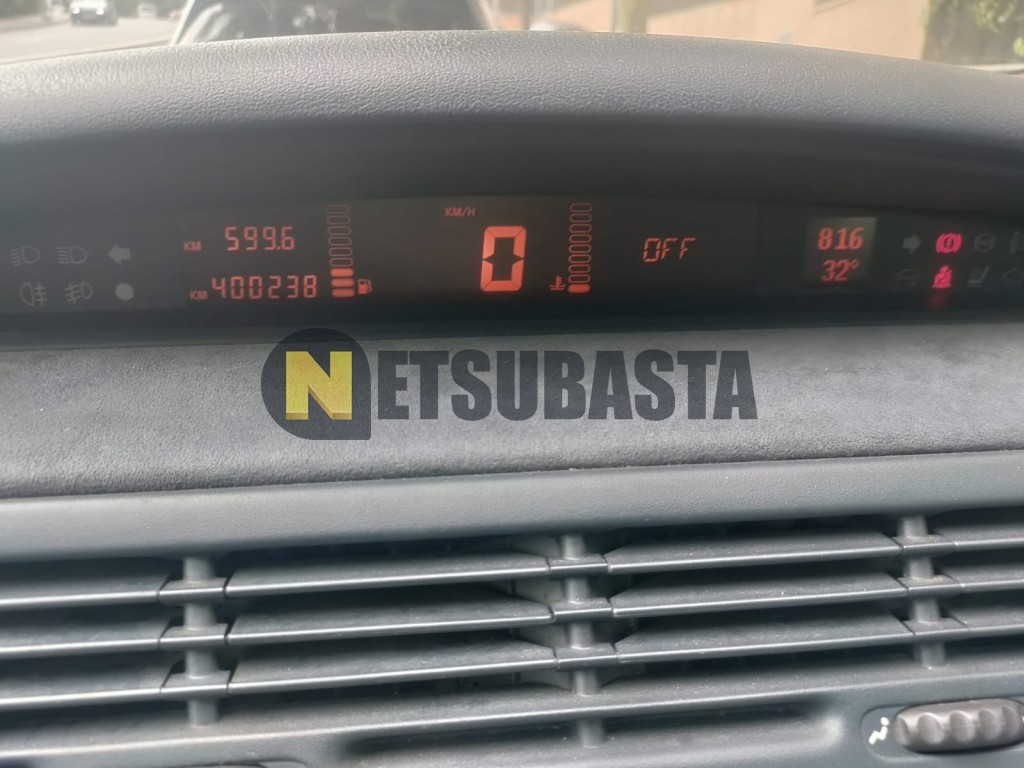 KM 599.6
KM 400238
KM/H
0
OFF
816
32°
NETSUBASTA